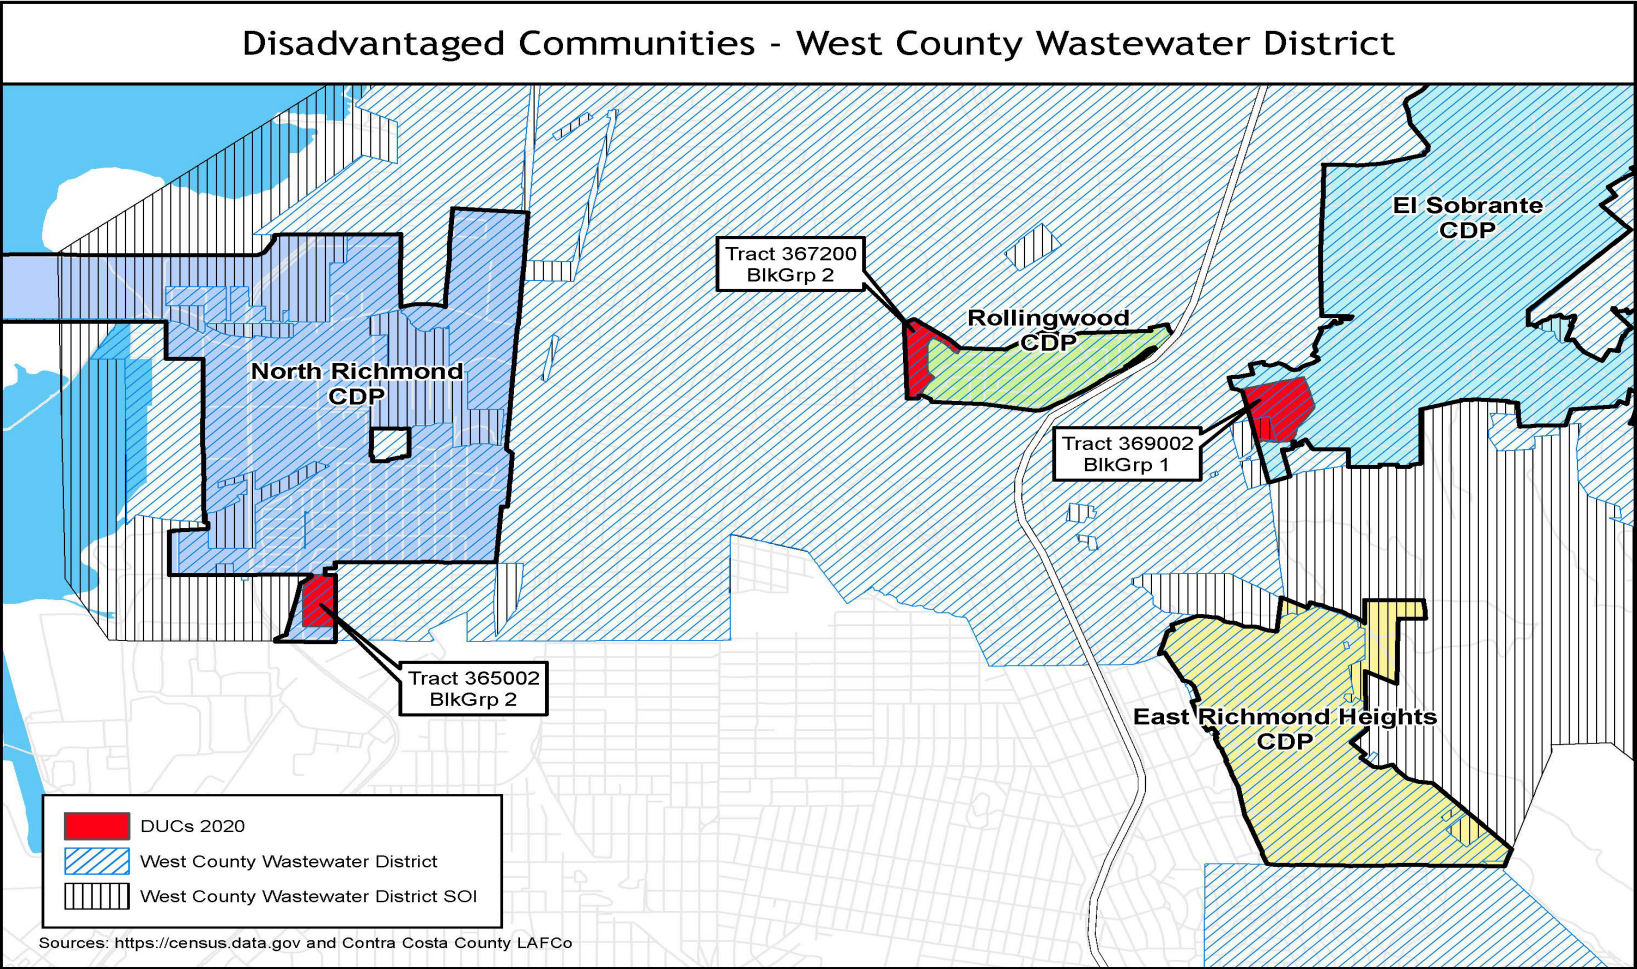 Disadvantaged Communities - West County Wastewater District
El Sobrante
CDP
Tract 367200
BlkGrp 2
Rollingwood
CDP
North Richmond
CDP
Tract 369002
BlkGrp 1
Tract 365002
BlkGrp 2
East Richmond Heights
CDP
DUCs 2020
West County Wastewater District
West County Wastewater District SOI
Sources: https://census.data.gov and Contra Costa County LAFCo